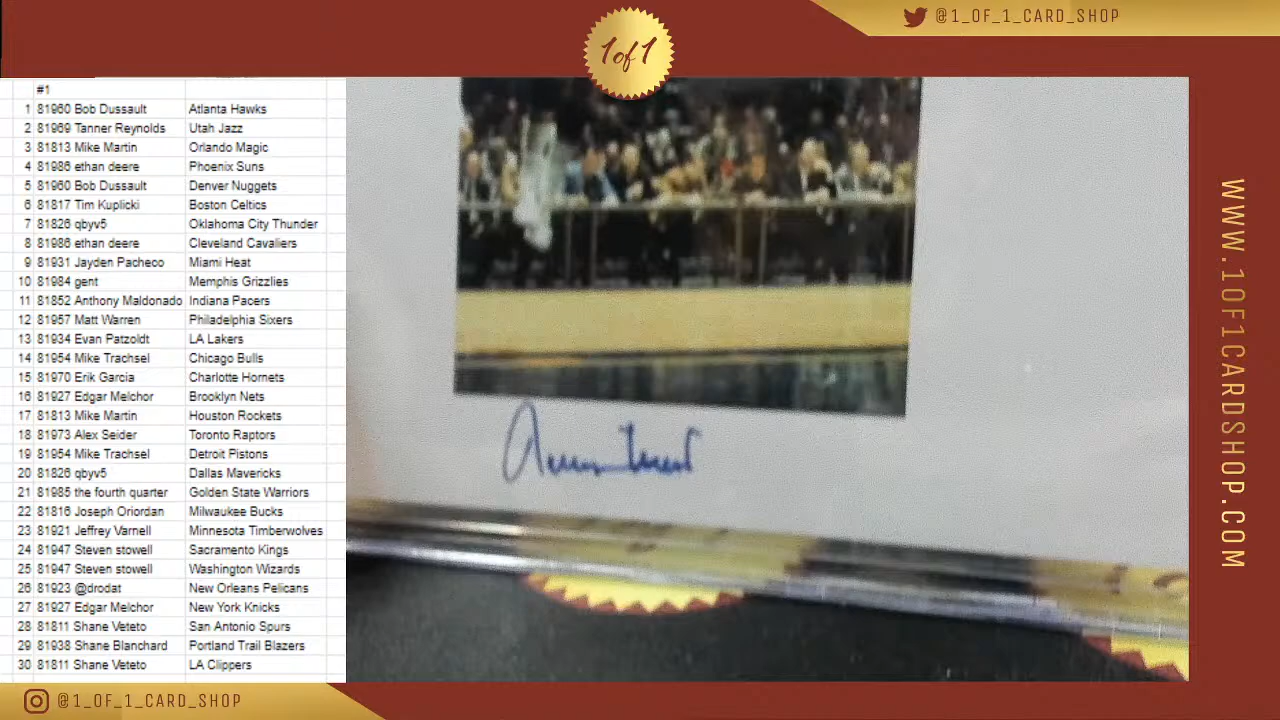 @1_OF_1_CARD_SHOP
1of1
#1
1 81960 Bob Dussault Atlanta Hawks
2 81969 Tanner Reynolds Utah Jazz
3 81813 Mike Martin Orlando Magic
4 81986 ethan deere Phoenix Suns
5 81960 Bob Dussault Denver Nuggets
6 81817 Tim Kuplicki Boston Celtics
7 81826 qbyv5 Oklahoma City Thunder
8 81986 ethan deere Cleveland Cavaliers
9 81931 Jayden Pacheco Miami Heat
10 81984 gent Memphis Grizzlies
11 81852 Anthony Maldonado Indiana Pacers
12 81957 Matt Warren Philadelphia Sixers
13 81934 Evan Patzoldt LA Lakers
14 81954 Mike Trachsel Chicago Bulls
15 81970 Erik Garcia Charlotte Hornets
16 81927 Edgar Melchor Brooklyn Nets
17 81813 Mike Martin Houston Rockets
18 81973 Alex Seider Toronto Raptors
19 81954 Mike Trachsel Detroit Pistons
20 81826 qbyv5 Dallas Mavericks
21 81985 the fourth quarter Golden State Warriors
22 81816 Joseph Oriordan Milwaukee Bucks
23 81921 Jeffrey Varnell Minnesota Timberwolves
24 81947 Steven stowell Sacramento Kings
25 81947 Steven stowell Washington Wizards
26 81923 @drodat New Orleans Pelicans
27 81927 Edgar Melchor New York Knicks
28 81811 Shane Veteto San Antonio Spurs
29 81938 Shane Blanchard Portland Trail Blazers
30 81811 Shane Veteto LA Clippers
WWW.1OF1CARDSHOP.COM
@1_OF_1_CARD_SHOP